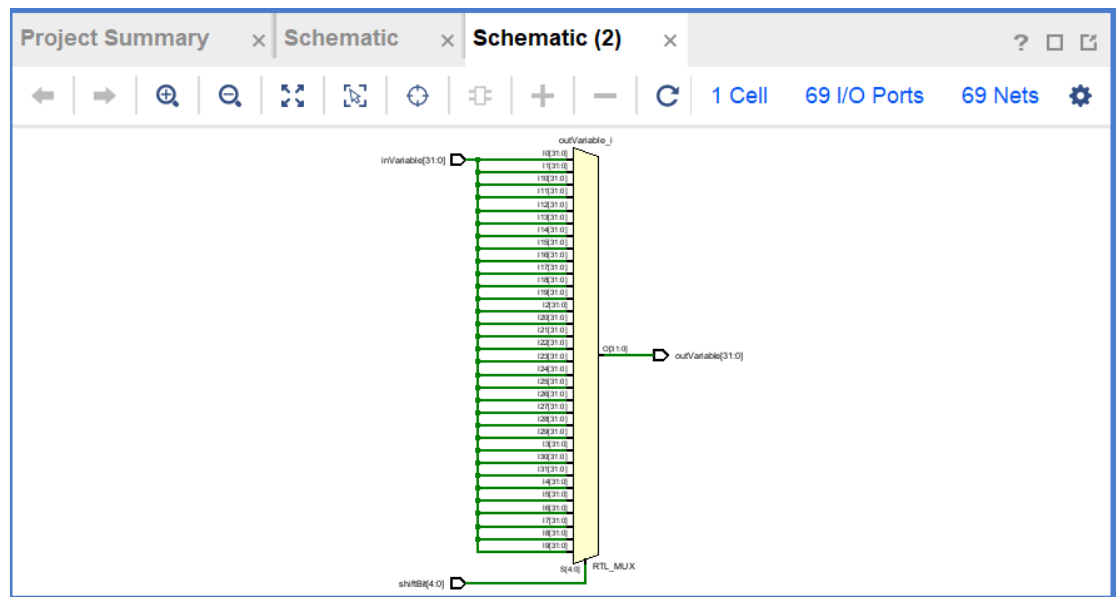 Project Summary × Schematic × Schematic (2) × ?
1 Cell 69 I/O Ports 69 Nets
outVariable_i
inVariable[31:0]
I0[31:0]
I1[31:0]
I10[31:0]
I11[31:0]
I12[31:0]
I13[31:0]
I14[31:0]
I15[31:0]
I16[31:0]
I17[31:0]
I18[31:0]
I19[31:0]
I2[31:0]
I20[31:0]
I21[31:0]
I22[31:0]
I23[31:0]
I24[31:0]
I25[31:0]
I26[31:0]
I27[31:0]
I28[31:0]
I29[31:0]
I3[31:0]
I30[31:0]
I31[31:0]
I4[31:0]
I5[31:0]
I6[31:0]
I7[31:0]
I8[31:0]
I9[31:0]
O[31:0]
outVariable[31:0]
S[4:0] RTL_MUX
shiftBit[4:0]